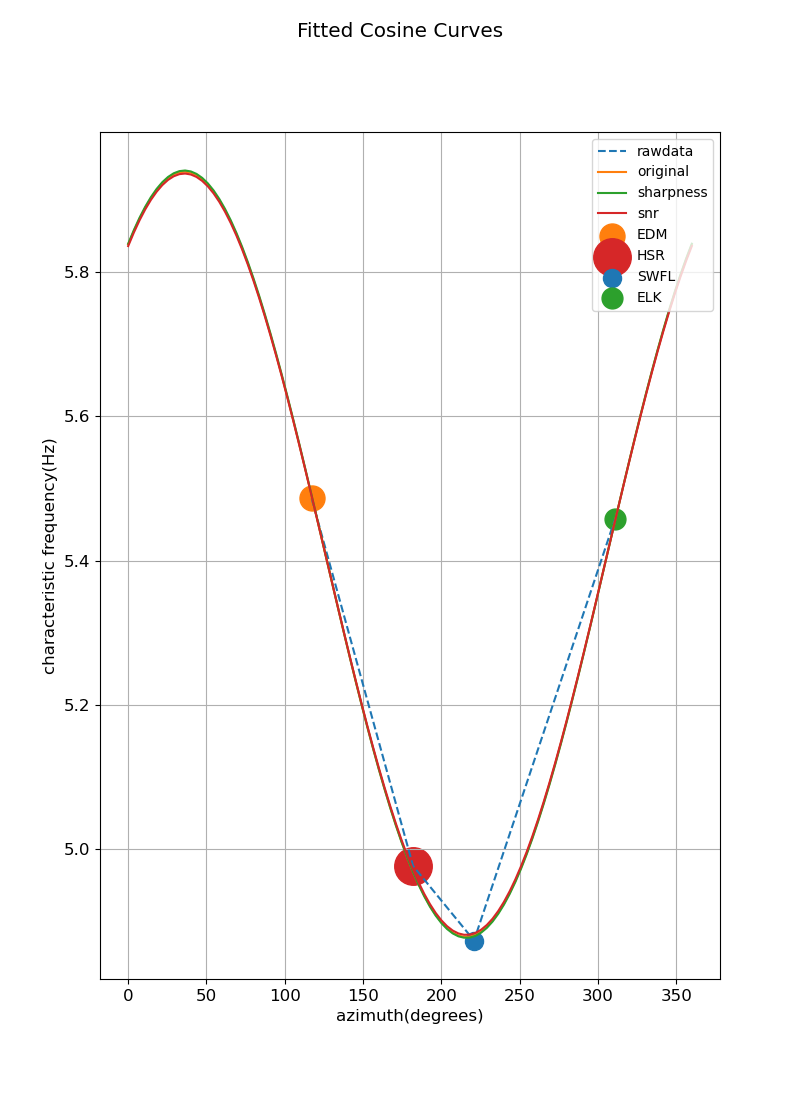 Fitted Cosine Curves
rawdata
original
sharpness
snr
EDM
HSR
SWFL
ELK
characteristic frequency(Hz)
5.8
5.6
5.4
5.2
5.0
0 50 100 150 200 250 300 350
azimuth(degrees)